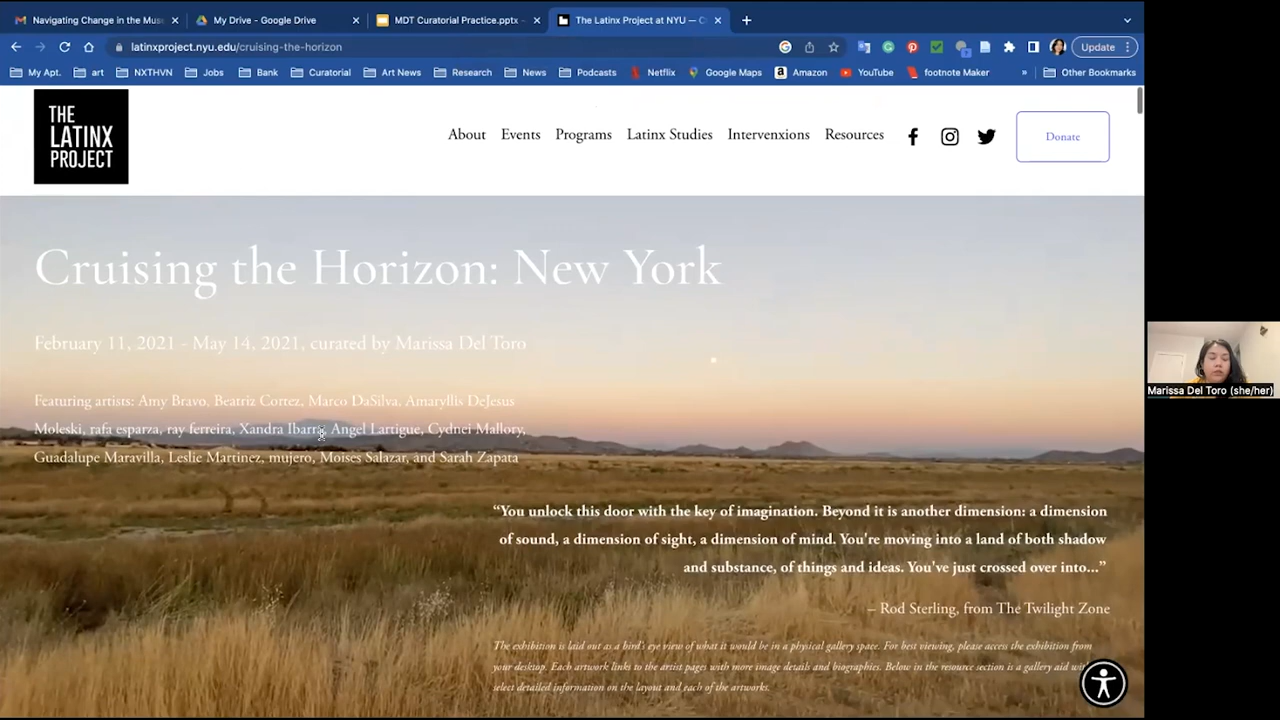 Navigating Change in the Mus
My Drive - Google Drive
MDT Curatorial Practice.pptx -
The Latinx Project at NYU — C
latinxproject.nyu.edu/cruising-the-horizon
Update
My Apt.
art
NXTHVN
Jobs
Bank
Curatorial
Art News
Research
News
Podcasts
Netflix
Google Maps
Amazon
YouTube
footnote Maker
»
Other Bookmarks
THE
LATINX
PROJECT
About
Events
Programs
Latinx Studies
Intervenxions
Resources
Donate
Cruising the Horizon: New York
February 11, 2021 - May 14, 2021, curated by Marissa Del Toro
Featuring artists: Amy Bravo, Beatriz Cortez, Marco DaSilva, Amaryllis DeJesus
Moleski, rafa esparza, ray ferreira, Xandra Ibarra, Angel Lartigue, Cydnei Mallory,
Guadalupe Maravilla, Leslie Martinez, mujero, Moises Salazar, and Sarah Zapata
“You unlock this door with the key of imagination. Beyond it is another dimension: a dimension
of sound, a dimension of sight, a dimension of mind. You're moving into a land of both shadow
and substance, of things and ideas. You've just crossed over into...”
– Rod Sterling, from The Twilight Zone
The exhibition is laid out as a bird's eye view of what it would be in a physical gallery space. For best viewing, please access the exhibition from
your desktop. Each artwork links to the artist pages with more image details and biographies. Below in the resource section is a gallery aid wi
select detailed information on the layout and each of the artworks.
Marissa Del Toro (she/her)